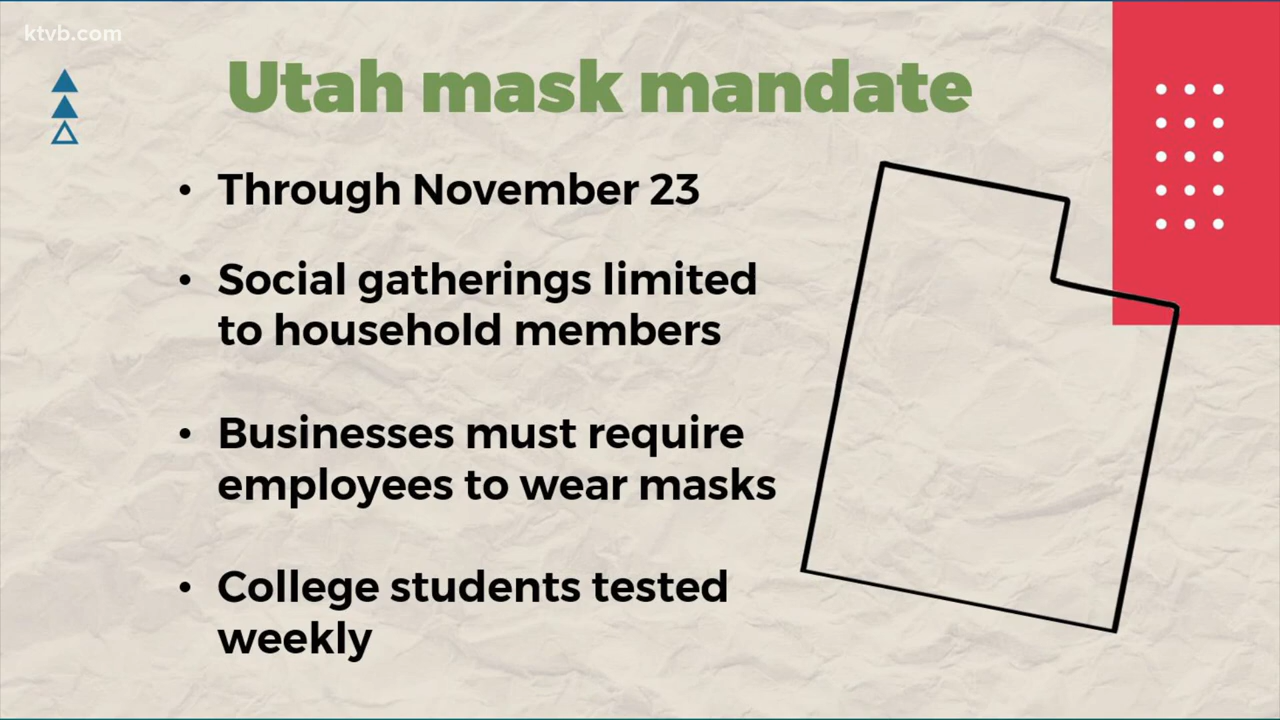 ktvb.com
Utah mask mandate
• Through November 23
• Social gatherings limited
to household members
• Businesses must require
employees to wear masks
• College students tested
weekly